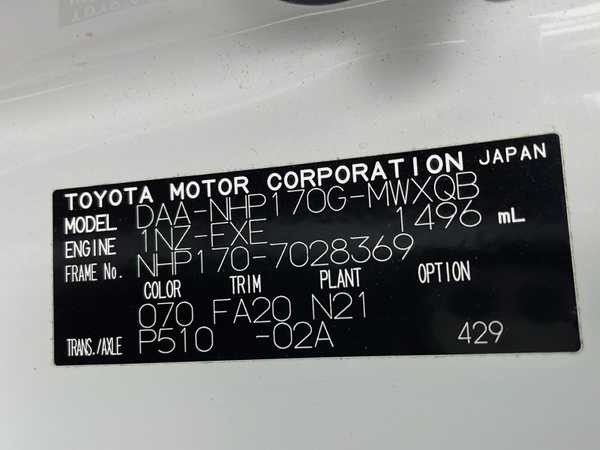 TOYOTA MOTOR CORPORATION JAPAN
MODEL DAA-NHP170G-MWXQB
ENGINE 1NZ-EXE 1496 mL
FRAME No. NHP170-7028369
COLOR TRIM PLANT OPTION
070 FA20 N21
TRANS./AXLE P510 -02A 429